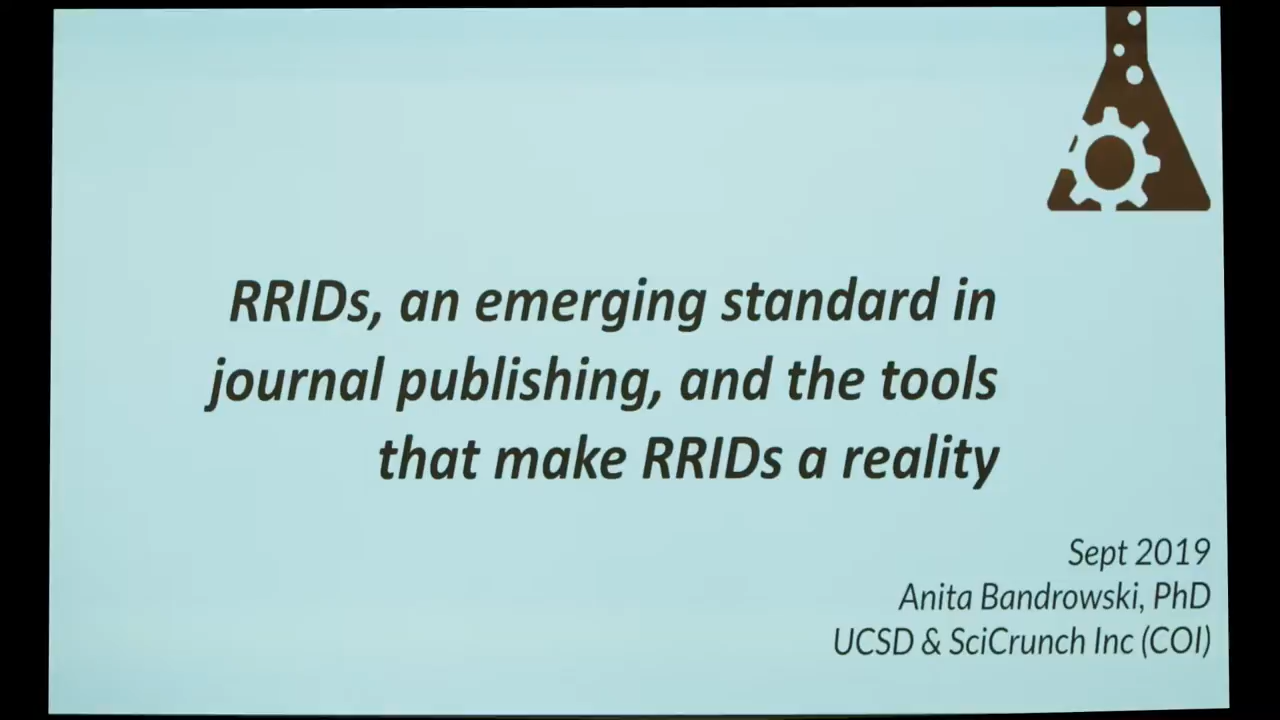 RRIDs, an emerging standard in
journal publishing, and the tools
that make RRIDs a reality
Sept 2019
Anita Bandrowski, PhD
UCSD & SciCrunch Inc (COI)